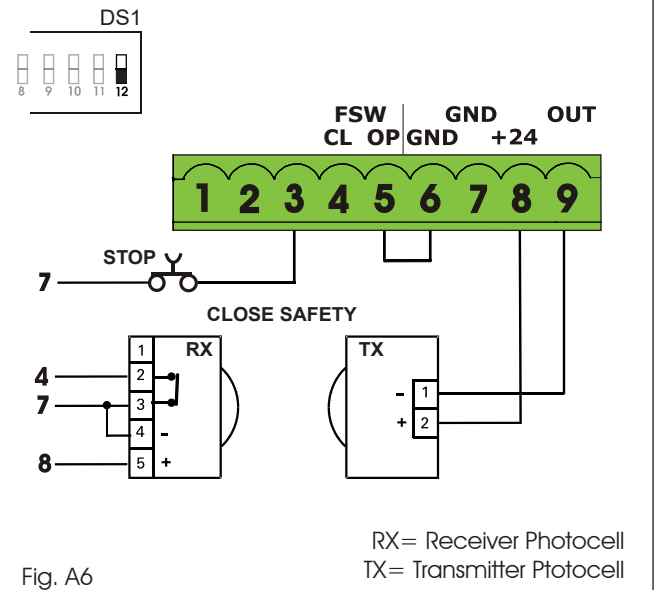 DS1
8 9 10 11 12
FSW GND OUT
CL OP GND +24
1 2 3 4 5 6 7 8 9
STOP
7
CLOSE SAFETY
1 RX TX
4 2
- 1
7 3
+ 2
4 -
8 5 +
RX= Receiver Photocell
Fig. A6 TX= Transmitter Ptotocell